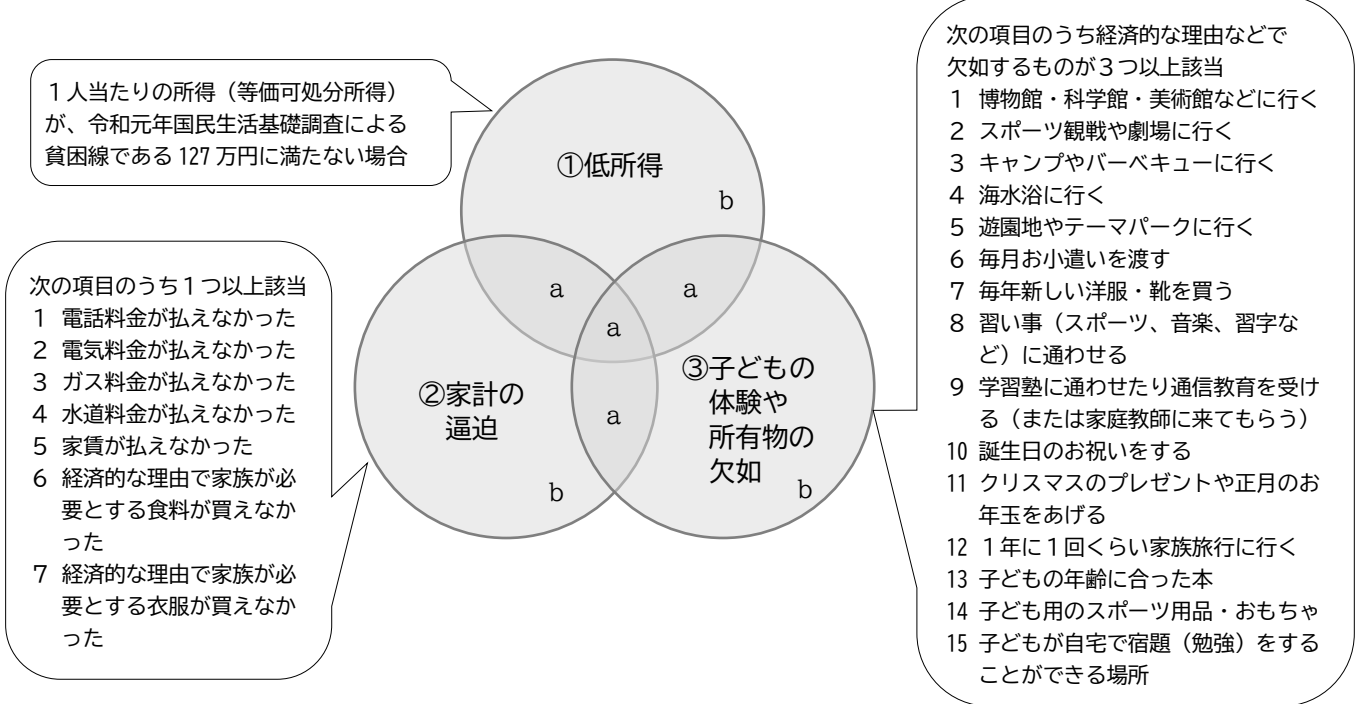 1人当たりの所得（等価可処分所得）
が、令和元年国民生活基礎調査による
貧困線である 127 万円に満たない場合
①低所得
b
a
a
a
②家計の
逼迫
a
b
③子どもの
体験や
所有物の
欠如
b
次の項目のうち１つ以上該当
１ 電話料金が払えなかった
２ 電気料金が払えなかった
３ ガス料金が払えなかった
４ 水道料金が払えなかった
５ 家賃が払えなかった
６ 経済的な理由で家族が必
要とする食料が買えなか
った
７ 経済的な理由で家族が必
要とする衣服が買えなか
った
次の項目のうち経済的な理由などで
欠如するものが３つ以上該当
１ 博物館・科学館・美術館などに行く
２ スポーツ観戦や劇場に行く
３ キャンプやバーベキューに行く
４ 海水浴に行く
５ 遊園地やテーマパークに行く
６ 毎月お小遣いを渡す
７ 毎年新しい洋服・靴を買う
８ 習い事（スポーツ、音楽、習字な
ど）に通わせる
９ 学習塾に通わせたり通信教育を受け
る（または家庭教師に来てもらう）
10 誕生日のお祝いをする
11 クリスマスのプレゼントや正月のお
年玉をあげる
12 １年に１回くらい家族旅行に行く
13 子どもの年齢に合った本
14 子ども用のスポーツ用品・おもちゃ
15 子どもが自宅で宿題（勉強）をする
ことができる場所